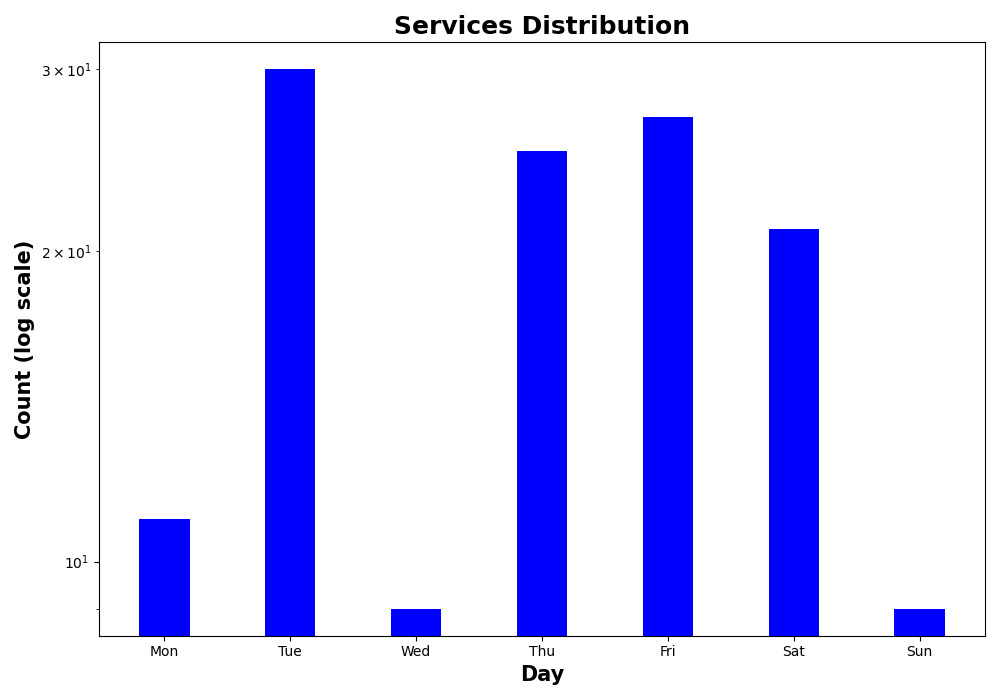 Services Distribution
Count (log scale)
3 × 10¹
2 × 10¹
10¹
Mon Tue Wed Thu Fri Sat Sun
Day